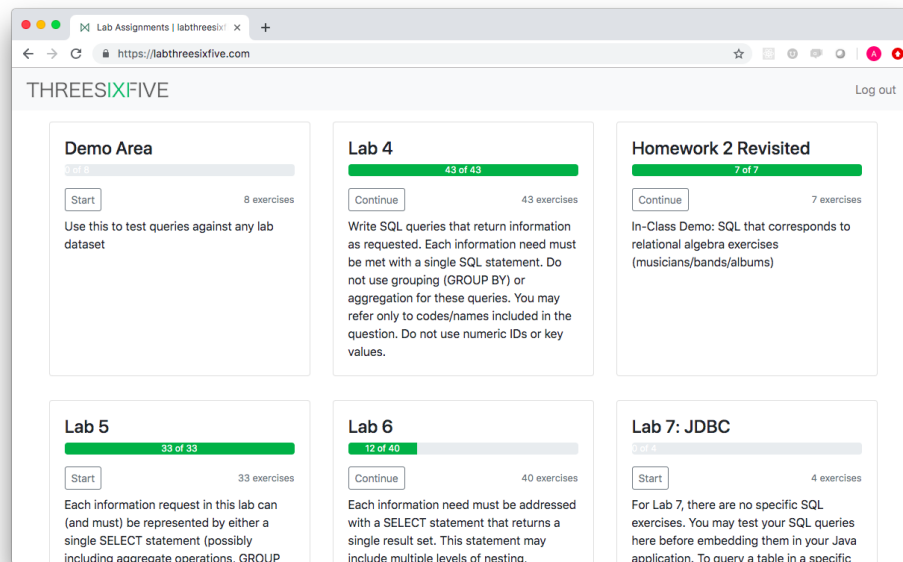 Lab Assignments | labthreesixf
https://labthreesixfive.com
A
THREESIXFIVE
Log out
Demo Area
0 of 8
Start
8 exercises
Use this to test queries against any lab
dataset
Lab 4
43 of 43
Continue
43 exercises
Write SQL queries that return information
as requested. Each information need must
be met with a single SQL statement. Do
not use grouping (GROUP BY) or
aggregation for these queries. You may
refer only to codes/names included in the
question. Do not use numeric IDs or key
values.
Homework 2 Revisited
7 of 7
Continue
7 exercises
In-Class Demo: SQL that corresponds to
relational algebra exercises
(musicians/bands/albums)
Lab 5
33 of 33
Start
33 exercises
Each information request in this lab can
(and must) be represented by either a
single SELECT statement (possibly
including aggregate operations, GROUP
Lab 6
12 of 40
Continue
40 exercises
Each information need must be addressed
with a SELECT statement that returns a
single result set. This statement may
include multiple levels of nesting,
Lab 7: JDBC
0 of 4
Start
4 exercises
For Lab 7, there are no specific SQL
exercises. You may test your SQL queries
here before embedding them in your Java
application. To query a table in a specific